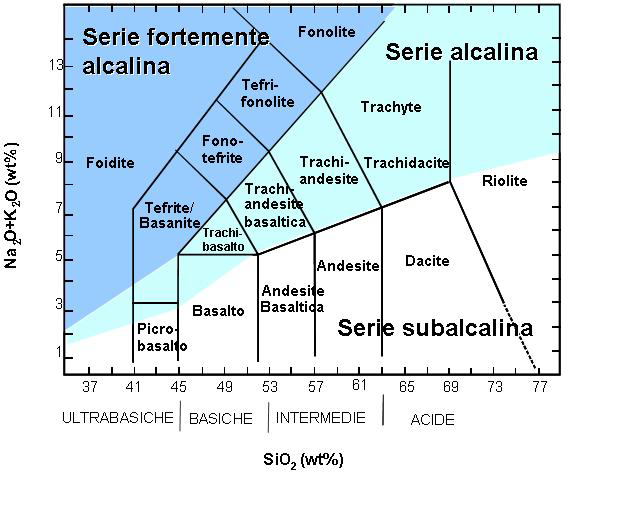 Serie fortemente
alcalina
Fonolite
Serie alcalina
Tefri-
fonolite
Trachyte
Foidite
Fono-
tefrite
Trachi-
andesite
Trachidacite
Riolite
Tefrite/
Basanite
Trachi-
andesite
basaltica
Trachi-
basalto
Andesite
Dacite
Basalto
Andesite
Basaltica
Picro-
basalto
Serie subalcalina
Na2O+K2O (wt%)
13
11
9
7
5
3
1
37 41 45 49 53 57 61 65 69 73 77
ULTRABASICHE BASICHE INTERMEDIE ACIDE
SiO2 (wt%)